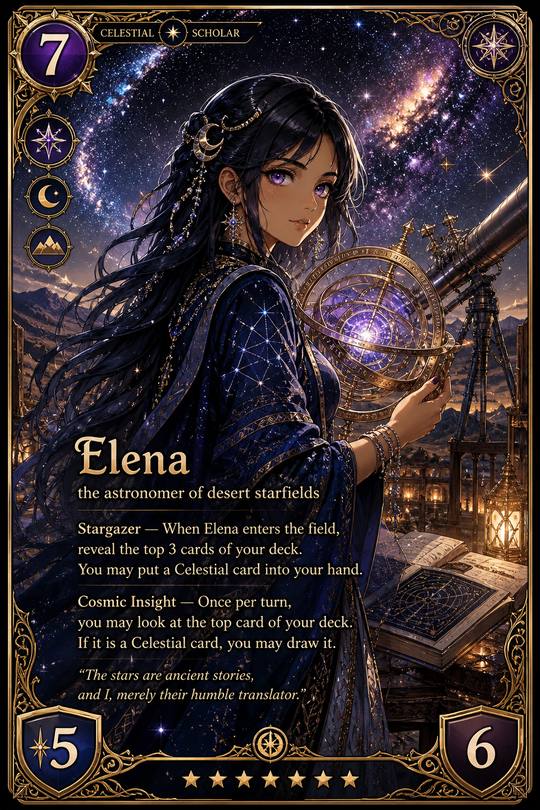 7
CELESTIAL SCHOLAR
Elena
the astronomer of desert starfields
Stargazer — When Elena enters the field,
reveal the top 3 cards of your deck.
You may put a Celestial card into your hand.
Cosmic Insight — Once per turn,
you may look at the top card of your deck.
If it is a Celestial card, you may draw it.
“The stars are ancient stories,
and I, merely their humble translator.”
5
6